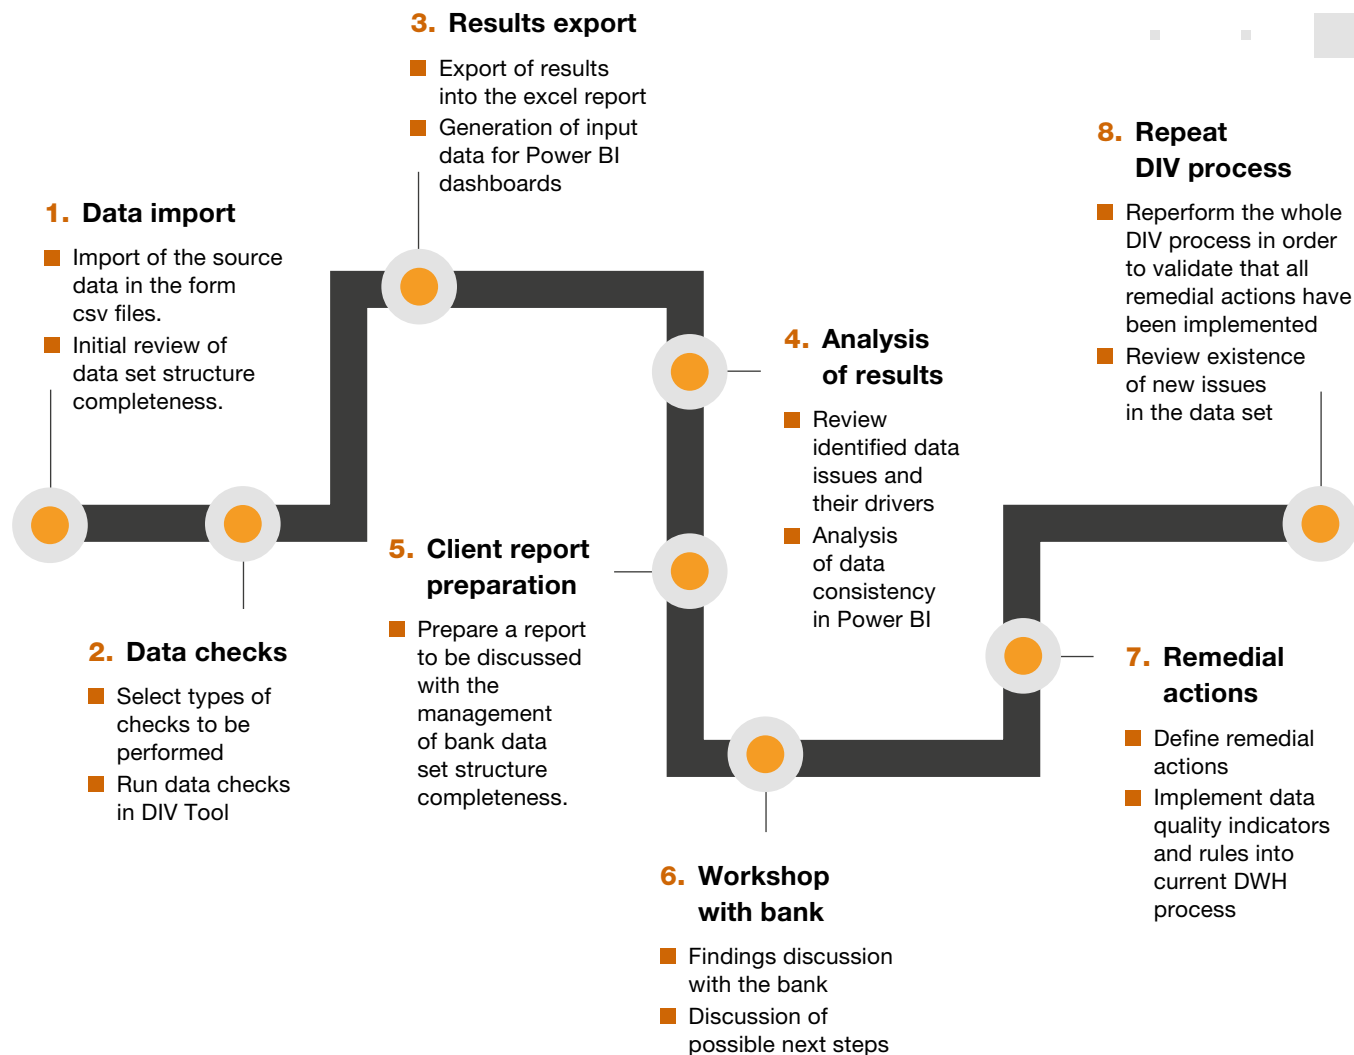 3. Results export
Export of results
into the excel report
Generation of input
data for Power BI
dashboards
1. Data import
Import of the source
data in the form
csv files.
Initial review of
data set structure
completeness.
2. Data checks
Select types of
checks to be
performed
Run data checks
in DIV Tool
4. Analysis
of results
Review
identified data
issues and
their drivers
Analysis
of data
consistency
in Power BI
5. Client report
preparation
Prepare a report
to be discussed
with the
management
of bank data
set structure
completeness.
6. Workshop
with bank
Findings discussion
with the bank
Discussion of
possible next steps
7. Remedial
actions
Define remedial
actions
Implement data
quality indicators
and rules into
current DWH
process
8. Repeat
DIV process
Reperform the whole
DIV process in order
to validate that all
remedial actions have
been implemented
Review existence
of new issues
in the data set